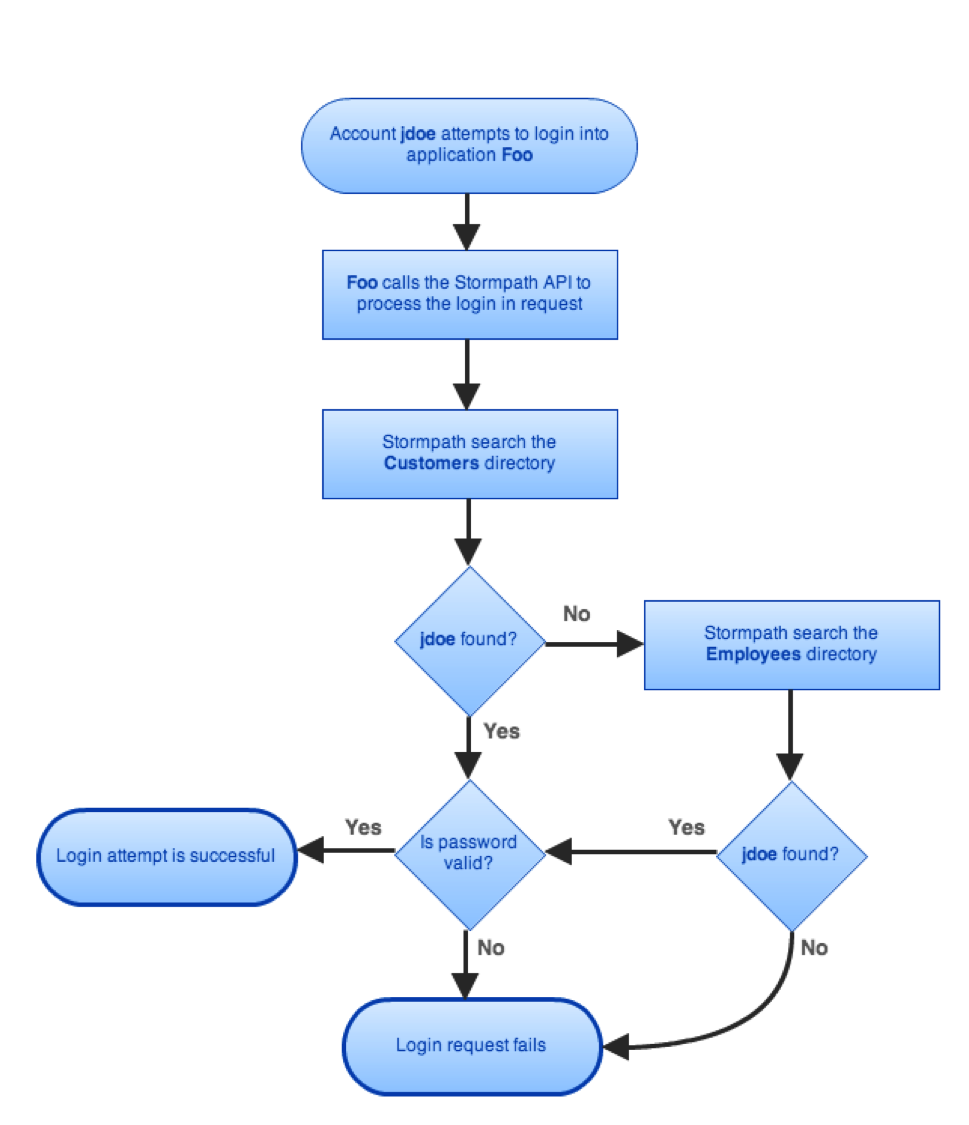 Account jdoe attempts to login into
application Foo
Foo calls the Stormpath API to
process the login in request
Stormpath search the
Customers directory
jdoe found?
No
Stormpath search the
Employees directory
Yes
Is password
valid?
Yes
Login attempt is successful
Yes
jdoe found?
No
No
Login request fails